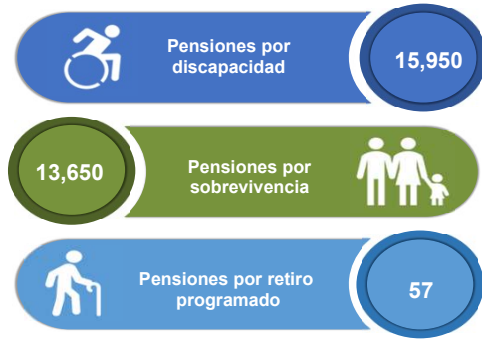 Pensiones por
discapacidad
15,950
13,650
Pensiones por
sobrevivencia
Pensiones por retiro
programado
57